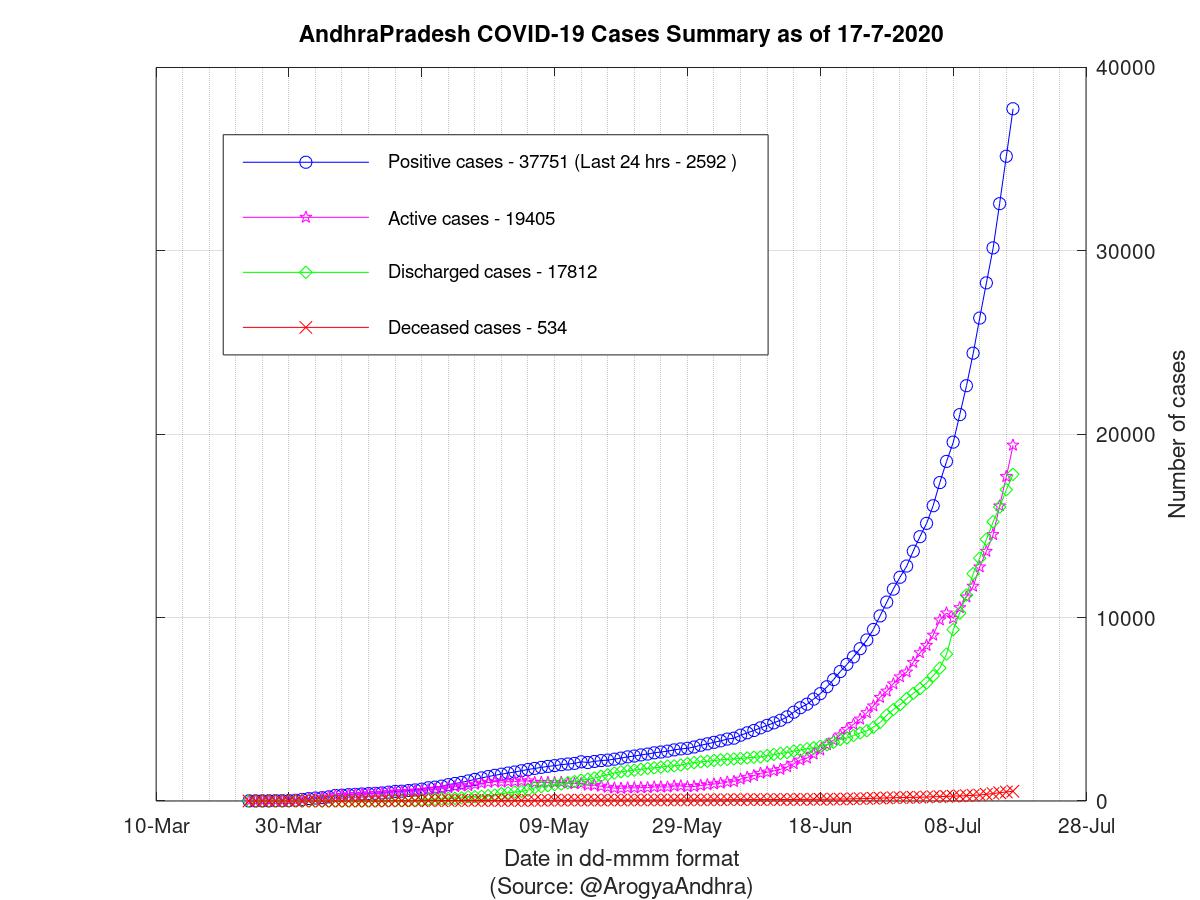 AndhraPradesh COVID-19 Cases Summary as of 17-7-2020
Positive cases - 37751 (Last 24 hrs - 2592 )
Active cases - 19405
Discharged cases - 17812
Deceased cases - 534
40000
30000
20000
10000
0
Number of cases
10-Mar 30-Mar 19-Apr 09-May 29-May 18-Jun 08-Jul 28-Jul
Date in dd-mmm format
(Source: @ArogyaAndhra)